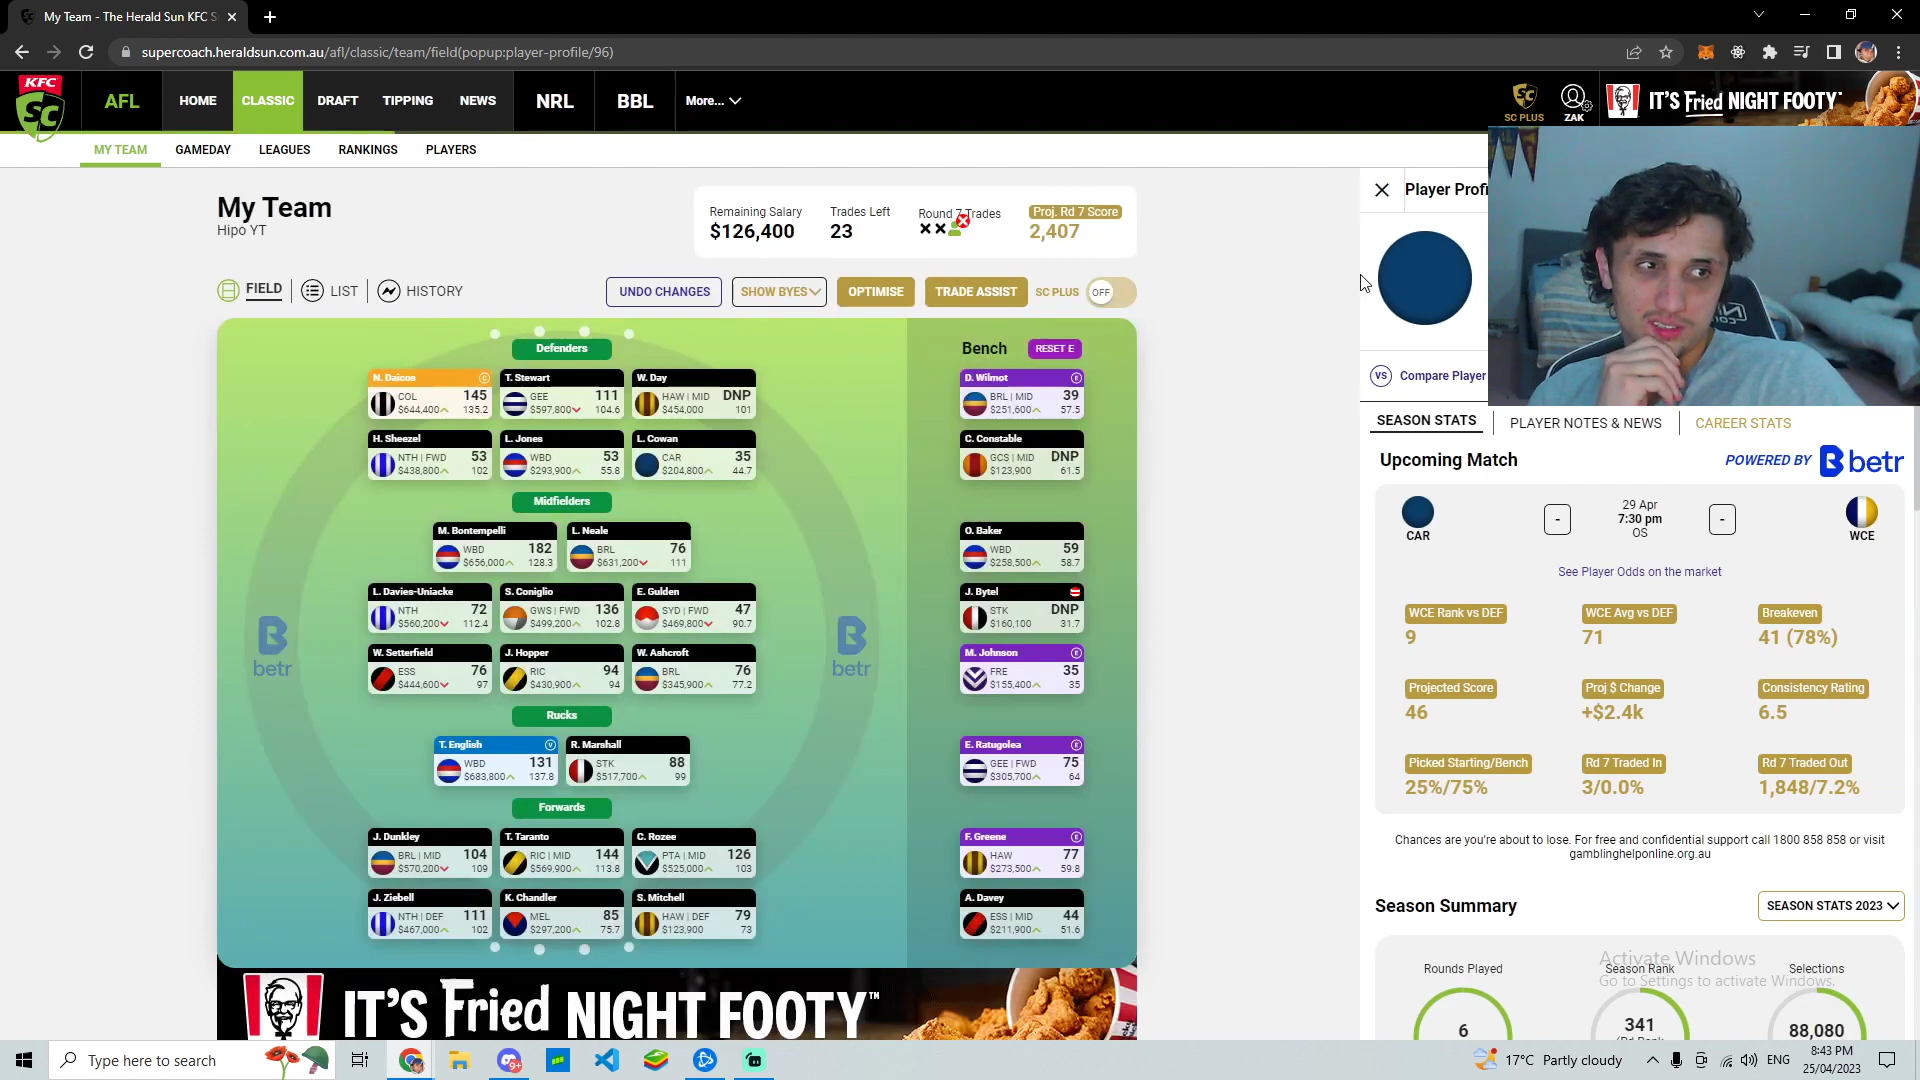 My Team - The Herald Sun KFC S
supercoach.heraldsun.com.au/afl/classic/team/field(popup:player-profile/96)
KFC
SC
AFL
HOME
CLASSIC
DRAFT
TIPPING
NEWS
NRL
BBL
More...
SC PLUS
ZAK
IT'S Fried NIGHT FOOTY™
MY TEAM
GAMEDAY
LEAGUES
RANKINGS
PLAYERS
My Team
Hipo YT
Remaining Salary
$126,400
Trades Left
23
Round 7 Trades
Proj. Rd 7 Score
2,407
FIELD
LIST
HISTORY
UNDO CHANGES
SHOW BYES
OPTIMISE
TRADE ASSIST
SC PLUS
OFF
Defenders
N. Daicos C
COL 145
$644,400 135.2
T. Stewart
GEE 111
$597,800 104.6
W. Day
HAW | MID DNP
$454,000 101
H. Sheezel
NTH | FWD 53
$438,800 102
L. Jones
WBD 53
$293,900 55.8
L. Cowan
CAR 35
$204,800 44.7
Midfielders
M. Bontempelli
WBD 182
$656,000 128.3
L. Neale
BRL 76
$631,200 111
L. Davies-Uniacke
NTH 72
$560,200 112.4
S. Coniglio
GWS | FWD 136
$499,200 102.8
E. Gulden
SYD | FWD 47
$469,800 90.7
W. Setterfield
ESS 76
$444,600 97
J. Hopper
RIC 94
$430,900 94
W. Ashcroft
BRL 76
$345,900 77.2
betr
betr
Rucks
T. English V
WBD 131
$683,800 137.8
R. Marshall
STK 88
$517,700 99
Forwards
J. Dunkley
BRL | MID 104
$570,200 109
T. Taranto
RIC | MID 144
$569,900 113.8
C. Rozee
PTA | MID 126
$525,000 103
J. Ziebell
NTH | DEF 111
$467,000 102
K. Chandler
MEL 85
$297,200 75.7
S. Mitchell
HAW | DEF 79
$123,900 73
Bench
RESET E
D. Wilmot E
BRL | MID 39
$251,600 57.5
C. Constable
GCS | MID DNP
$123,900 61.5
O. Baker
WBD 59
$258,500 58.7
J. Bytel
STK DNP
$160,100 31.7
M. Johnson E
FRE 35
$155,400 35
E. Ratugolea E
GEE | FWD 75
$305,700 64
F. Greene E
HAW 77
$273,500 59.8
A. Davey
ESS | MID 44
$211,900 51.6
IT'S Fried NIGHT FOOTY™
Player Profi
VS Compare Player
SEASON STATS
PLAYER NOTES & NEWS
CAREER STATS
Upcoming Match
POWERED BY betr
CAR
-
29 Apr
7:30 pm
OS
-
WCE
See Player Odds on the market
WCE Rank vs DEF
9
WCE Avg vs DEF
71
Breakeven
41 (78%)
Projected Score
46
Proj $ Change
+$2.4k
Consistency Rating
6.5
Picked Starting/Bench
25%/75%
Rd 7 Traded In
3/0.0%
Rd 7 Traded Out
1,848/7.2%
Chances are you're about to lose. For free and confidential support call 1800 858 858 or visit
gamblinghelponline.org.au
Season Summary
SEASON STATS 2023
Rounds Played
6
Season Rank
341
Selections
88,080
Activate Windows
Go to Settings to activate Windows.
Type here to search
9+
17°C Partly cloudy
ENG
8:43 PM
25/04/2023